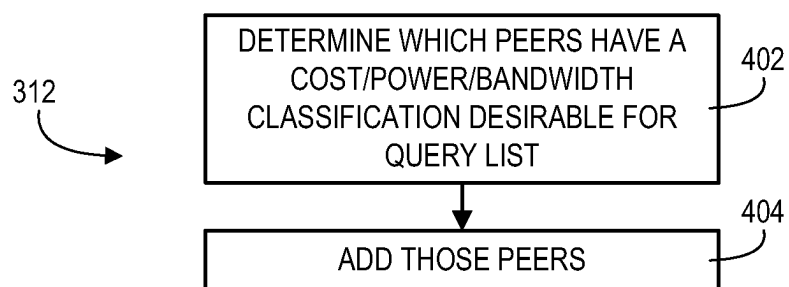 DETERMINE WHICH PEERS HAVE A
COST/POWER/BANDWIDTH
CLASSIFICATION DESIRABLE FOR
QUERY LIST
402
312
404
ADD THOSE PEERS